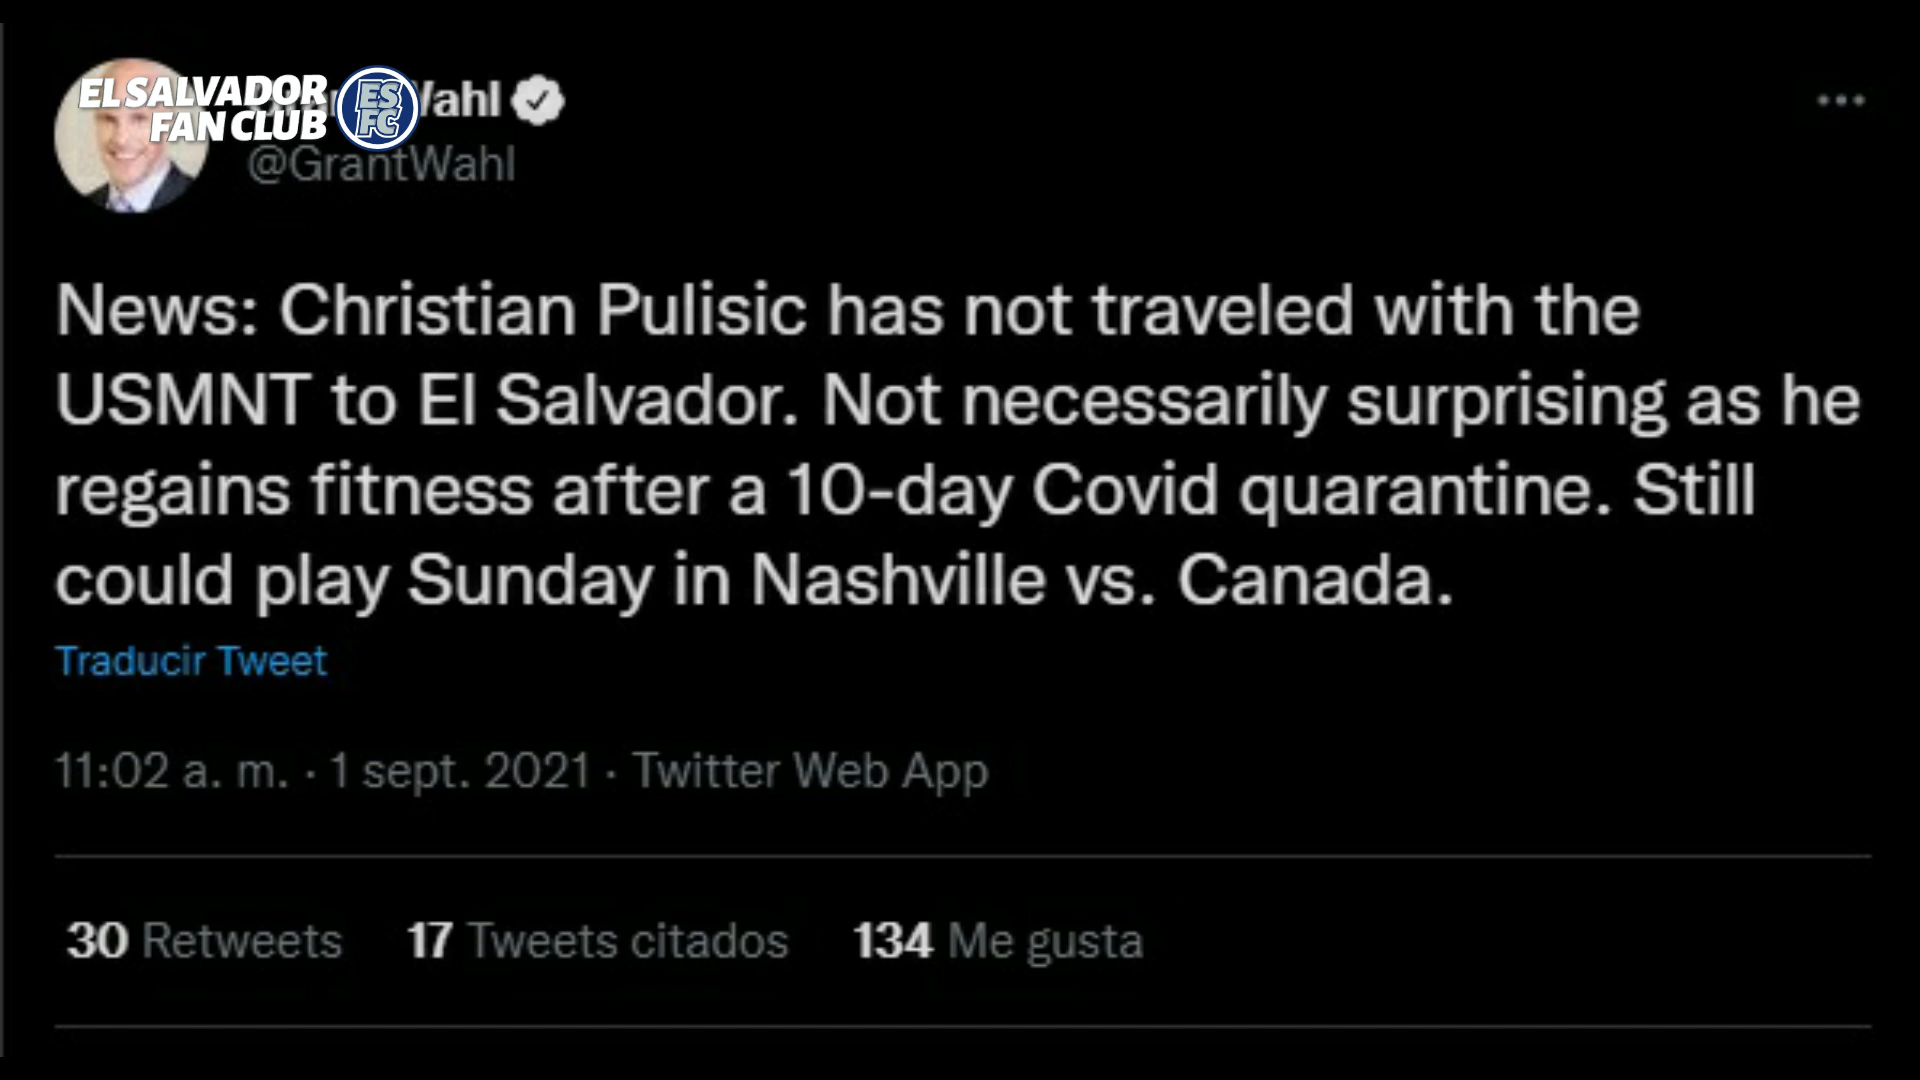 EL SALVADOR
FAN CLUB
ES
FC
Wahl
@GrantWahl
News: Christian Pulisic has not traveled with the
USMNT to El Salvador. Not necessarily surprising as he
regains fitness after a 10-day Covid quarantine. Still
could play Sunday in Nashville vs. Canada.
Traducir Tweet
11:02 a. m. · 1 sept. 2021 · Twitter Web App
30 Retweets 17 Tweets citados 134 Me gusta